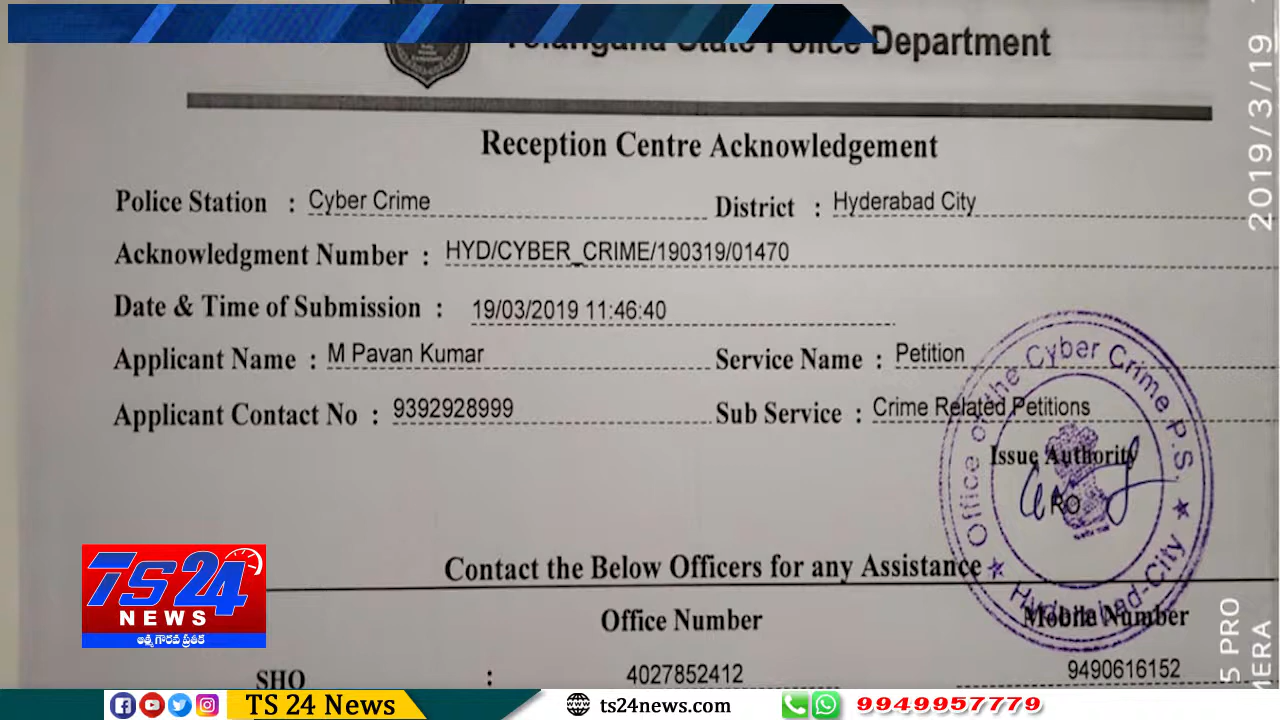 Telangana State Police Department
Reception Centre Acknowledgement
Police Station : Cyber Crime District : Hyderabad City
Acknowledgment Number : HYD/CYBER_CRIME/190319/01470
Date & Time of Submission : 19/03/2019 11:46:40
Applicant Name : M Pavan Kumar Service Name : Petition
Applicant Contact No : 9392928999 Sub Service : Crime Related Petitions
Issue Authority
RO
Office of the Cyber Crime P.S. ★ Hyderabad-City ★
Contact the Below Officers for any Assistance
Office Number Mobile Number
SHO : 4027852412 9490616152
2019/3/19
5 PRO
MERA
TS24
NEWS
ఆత్మ గౌరవ ప్రతీక
TS 24 News ts24news.com 9949957779